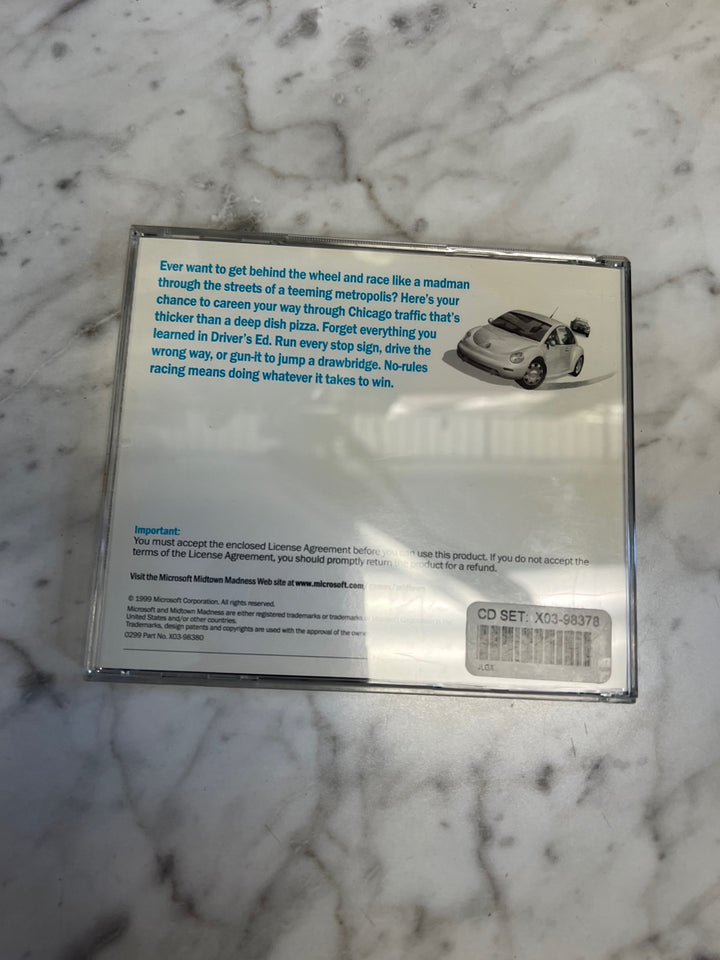 Ever want to get behind the wheel and race like a madman
through the streets of a teeming metropolis? Here's your
chance to careen your way through Chicago traffic that's
thicker than a deep dish pizza. Forget everything you
learned in Driver's Ed. Run every stop sign, drive the
wrong way, or gun-it to jump a drawbridge. No-rules
racing means doing whatever it takes to win.
Important:
You must accept the enclosed License Agreement before you can use this product. If you do not accept the
terms of the License Agreement, you should promptly return the product for a refund.
Visit the Microsoft Midtown Madness Web site at www.microsoft.com/
© 1999 Microsoft Corporation. All rights reserved.
Microsoft and Midtown Madness are either registered trademarks or trademarks
United States and/or other countries.
Trademarks, design patents and copyrights are used with the approval of the
0299 Part No. X03-98380
CD SET: X03-98378